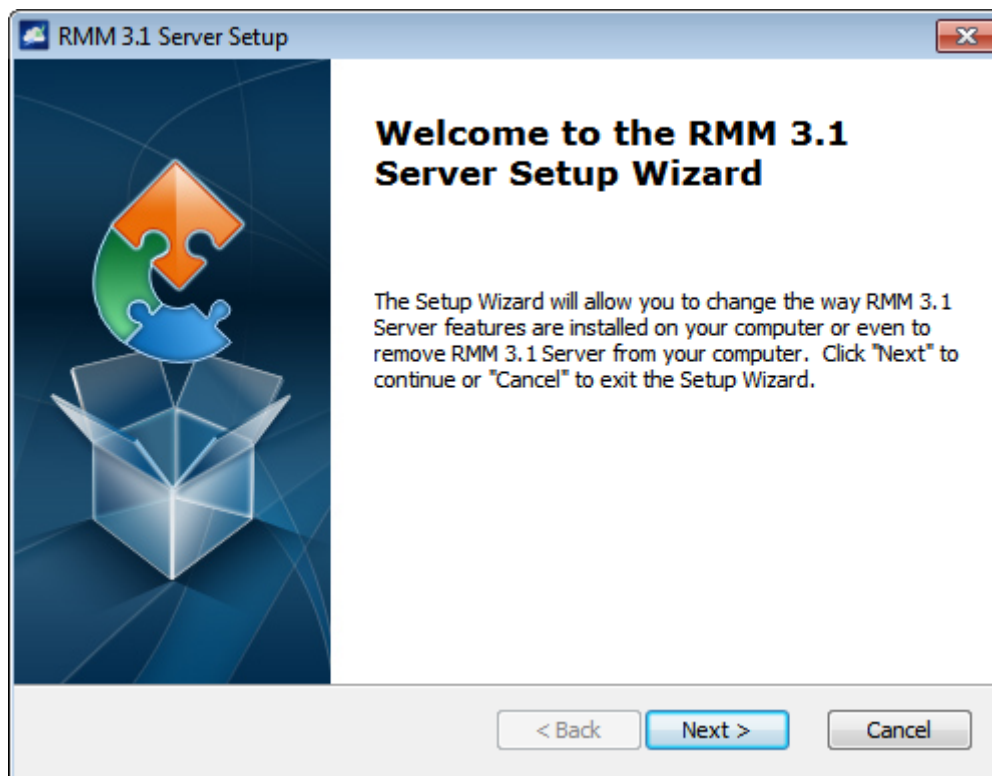 RMM 3.1 Server Setup
Welcome to the RMM 3.1
Server Setup Wizard
The Setup Wizard will allow you to change the way RMM 3.1
Server features are installed on your computer or even to
remove RMM 3.1 Server from your computer.  Click "Next" to
continue or "Cancel" to exit the Setup Wizard.
< Back Next > Cancel